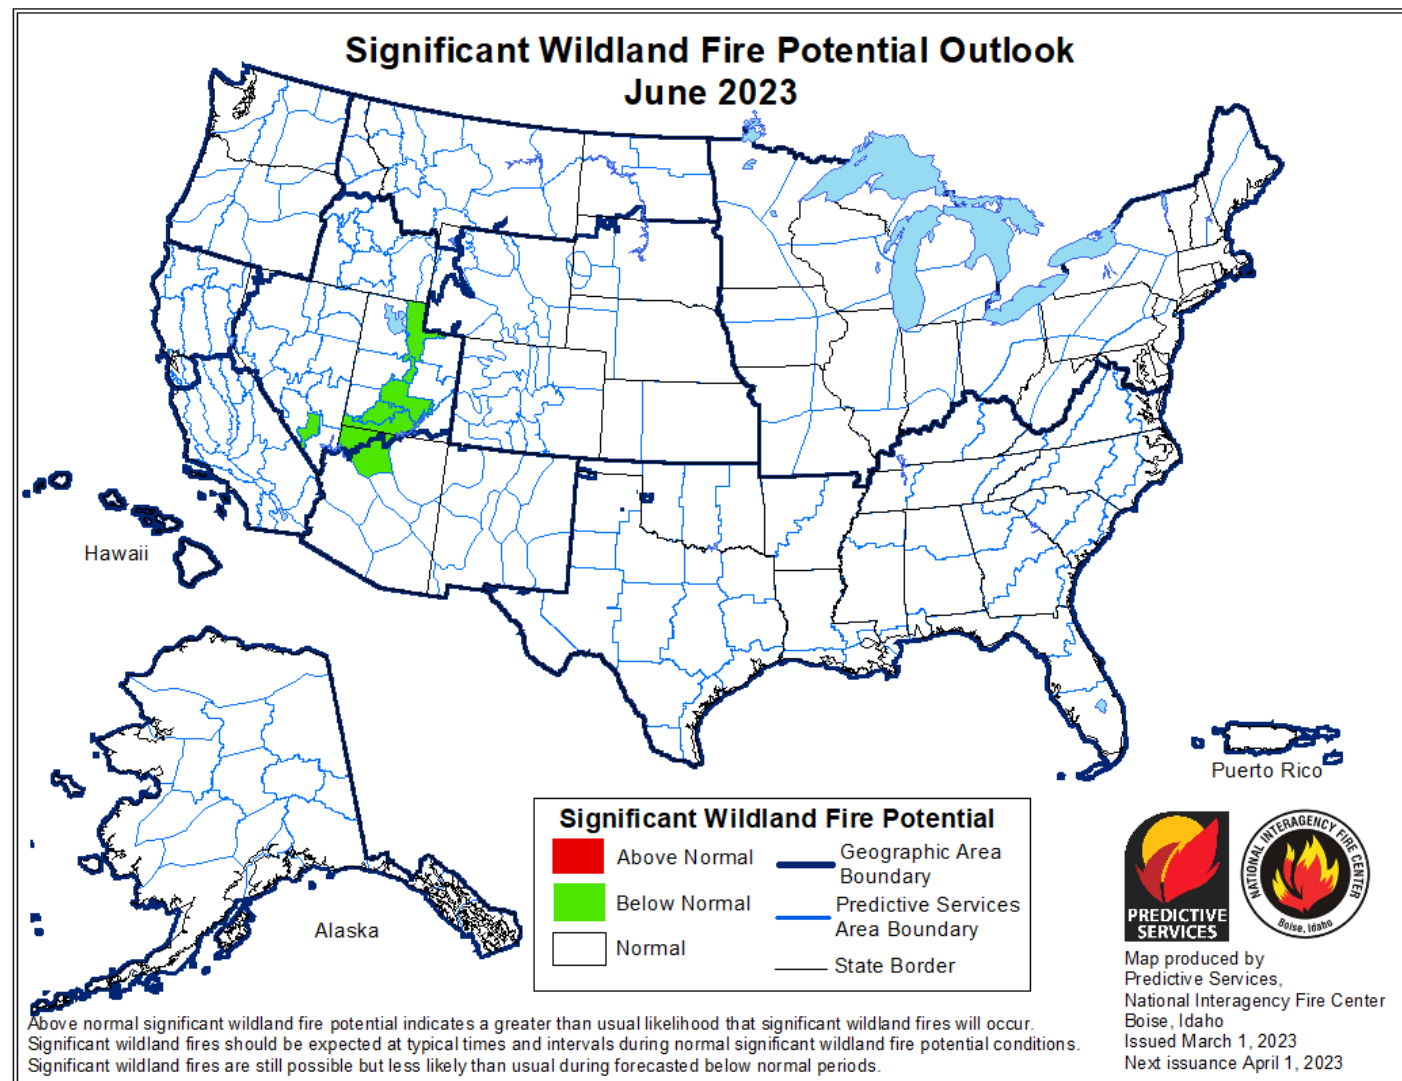 Significant Wildland Fire Potential Outlook
June 2023
Hawaii
Alaska
Puerto Rico
Significant Wildland Fire Potential
Above Normal
Below Normal
Normal
Geographic Area
Boundary
Predictive Services
Area Boundary
State Border
PREDICTIVE
SERVICES
NATIONAL INTERAGENCY FIRE CENTER
Boise, Idaho
Map produced by
Predictive Services,
National Interagency Fire Center
Boise, Idaho
Issued March 1, 2023
Next issuance April 1, 2023
Above normal significant wildland fire potential indicates a greater than usual likelihood that significant wildland fires will occur.
Significant wildland fires should be expected at typical times and intervals during normal significant wildland fire potential conditions.
Significant wildland fires are still possible but less likely than usual during forecasted below normal periods.